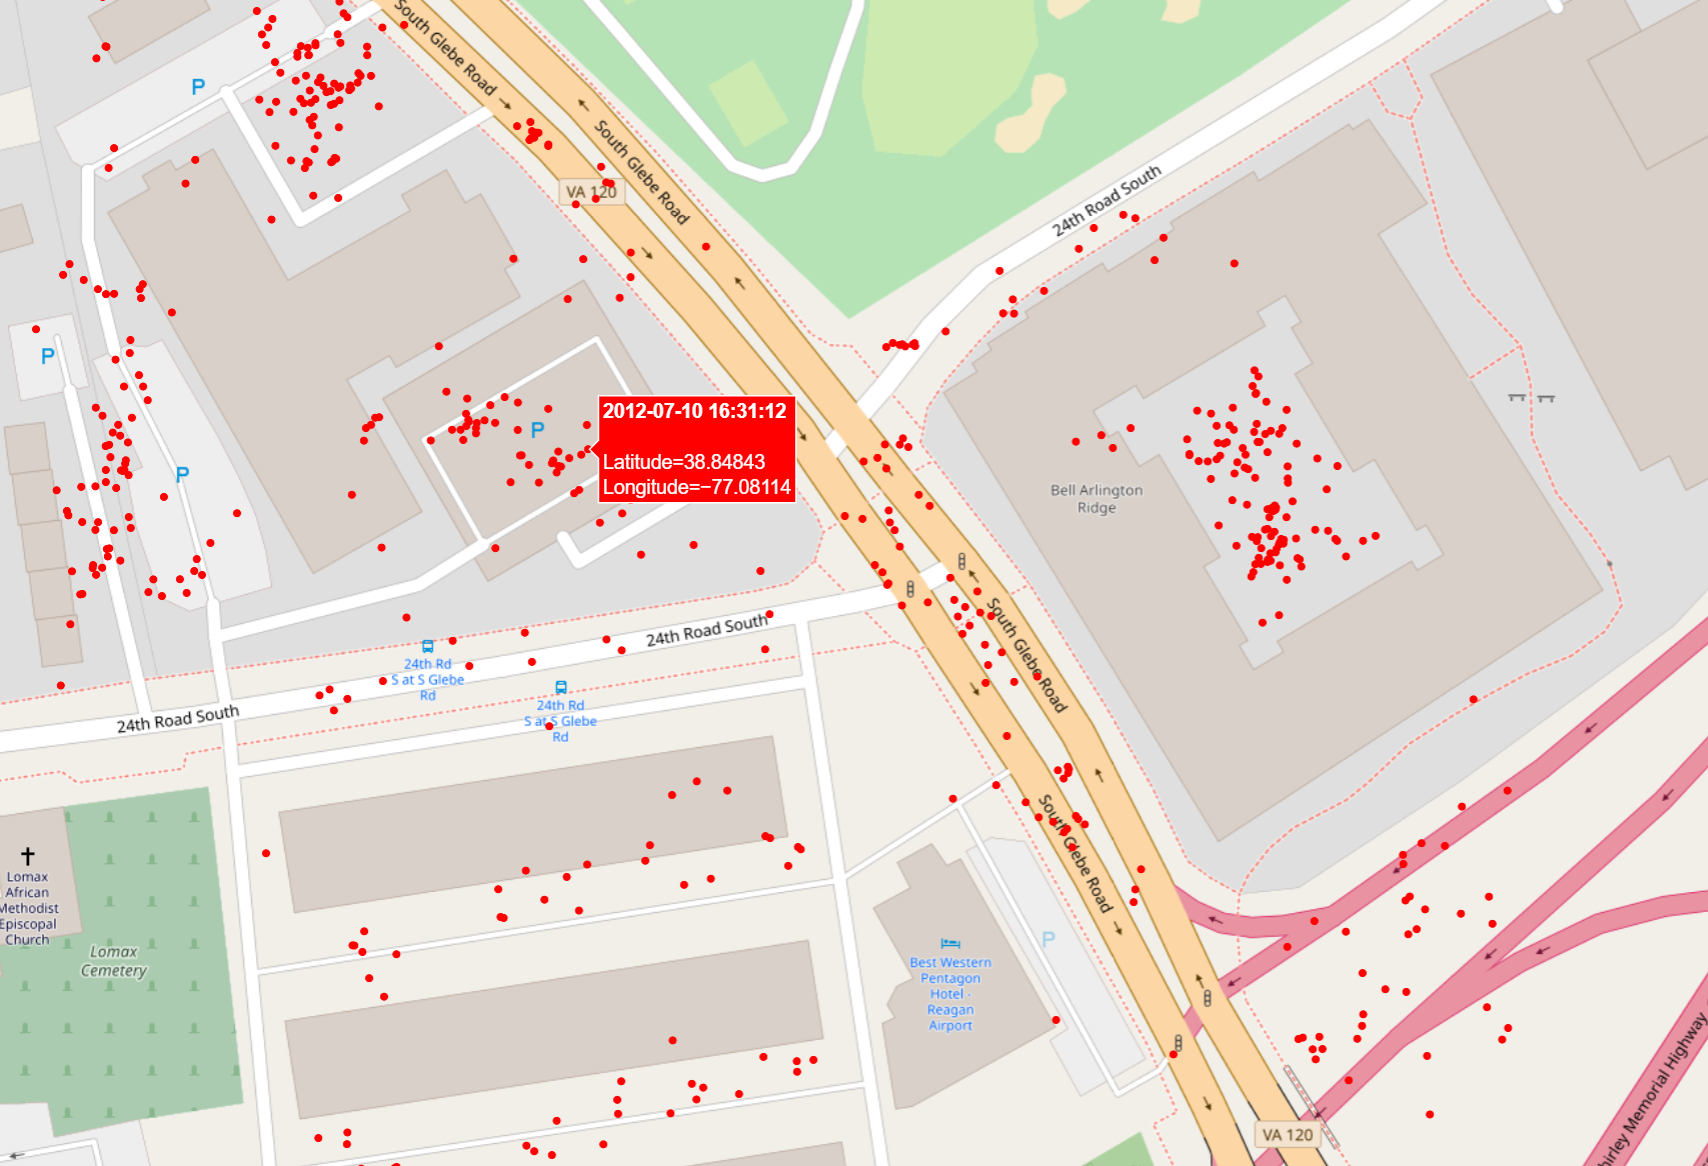 South Glebe Road
P
South Glebe Road
VA 120
24th Road South
P
2012-07-10 16:31:12
Latitude=38.84843
Longitude=−77.08114
P
P
Bell Arlington
Ridge
24th Road South
24th Rd
S at S Glebe
Rd
South Glebe Road
24th Rd
S at S Glebe
Rd
24th Road South
South Glebe Road
Lomax
African
Methodist
Episcopal
Church
Lomax
Cemetery
P
Best Western
Pentagon
Hotel -
Reagan
Airport
VA 120
Memorial Highway